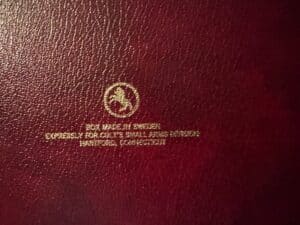 BOX MADE IN SWEDEN
EXPRESSLY FOR COLT'S SMALL ARMS DIVISION
HARTFORD, CONNECTICUT